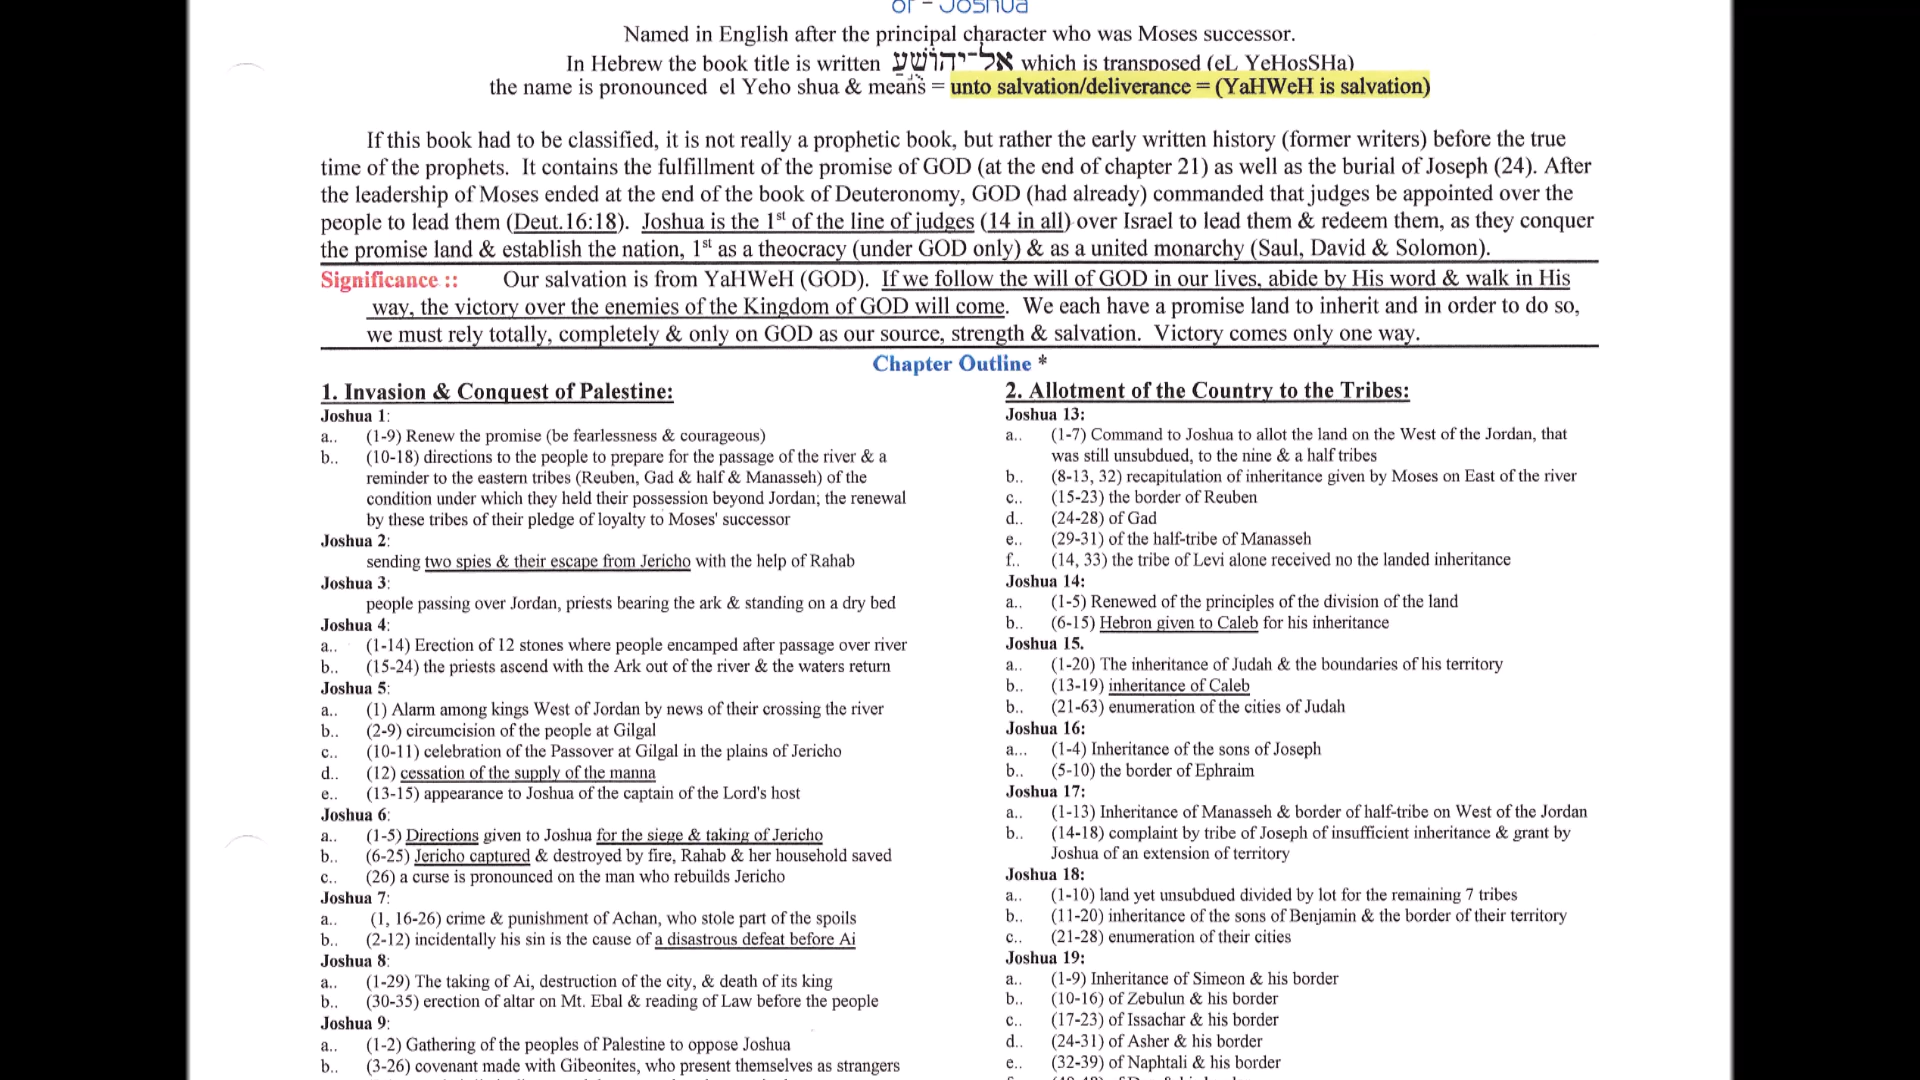 of - Joshua
Named in English after the principal character who was Moses successor.
In Hebrew the book title is written אל־יהושע which is transposed (eL YeHosSHa)
the name is pronounced el Yeho shua & means = unto salvation/deliverance = (YaHWeH is salvation)
If this book had to be classified, it is not really a prophetic book, but rather the early written history (former writers) before the true
time of the prophets. It contains the fulfillment of the promise of GOD (at the end of chapter 21) as well as the burial of Joseph (24). After
the leadership of Moses ended at the end of the book of Deuteronomy, GOD (had already) commanded that judges be appointed over the
people to lead them (Deut.16:18). Joshua is the 1st of the line of judges (14 in all) over Israel to lead them & redeem them, as they conquer
the promise land & establish the nation, 1st as a theocracy (under GOD only) & as a united monarchy (Saul, David & Solomon).
Significance :: Our salvation is from YaHWeH (GOD). If we follow the will of GOD in our lives, abide by His word & walk in His
way, the victory over the enemies of the Kingdom of GOD will come. We each have a promise land to inherit and in order to do so,
we must rely totally, completely & only on GOD as our source, strength & salvation. Victory comes only one way.
Chapter Outline *
1. Invasion & Conquest of Palestine:
Joshua 1:
a.. (1-9) Renew the promise (be fearlessness & courageous)
b.. (10-18) directions to the people to prepare for the passage of the river & a
reminder to the eastern tribes (Reuben, Gad & half & Manasseh) of the
condition under which they held their possession beyond Jordan; the renewal
by these tribes of their pledge of loyalty to Moses' successor
Joshua 2:
sending two spies & their escape from Jericho with the help of Rahab
Joshua 3:
people passing over Jordan, priests bearing the ark & standing on a dry bed
Joshua 4:
a.. (1-14) Erection of 12 stones where people encamped after passage over river
b.. (15-24) the priests ascend with the Ark out of the river & the waters return
Joshua 5:
a.. (1) Alarm among kings West of Jordan by news of their crossing the river
b.. (2-9) circumcision of the people at Gilgal
c.. (10-11) celebration of the Passover at Gilgal in the plains of Jericho
d.. (12) cessation of the supply of the manna
e.. (13-15) appearance to Joshua of the captain of the Lord's host
Joshua 6:
a.. (1-5) Directions given to Joshua for the siege & taking of Jericho
b.. (6-25) Jericho captured & destroyed by fire, Rahab & her household saved
c.. (26) a curse is pronounced on the man who rebuilds Jericho
Joshua 7:
a.. (1, 16-26) crime & punishment of Achan, who stole part of the spoils
b.. (2-12) incidentally his sin is the cause of a disastrous defeat before Ai
Joshua 8:
a.. (1-29) The taking of Ai, destruction of the city, & death of its king
b.. (30-35) erection of altar on Mt. Ebal & reading of Law before the people
Joshua 9:
a.. (1-2) Gathering of the peoples of Palestine to oppose Joshua
b.. (3-26) covenant made with Gibeonites, who present themselves as strangers
2. Allotment of the Country to the Tribes:
Joshua 13:
a.. (1-7) Command to Joshua to allot the land on the West of the Jordan, that
was still unsubdued, to the nine & a half tribes
b.. (8-13, 32) recapitulation of inheritance given by Moses on East of the river
c.. (15-23) the border of Reuben
d.. (24-28) of Gad
e.. (29-31) of the half-tribe of Manasseh
f.. (14, 33) the tribe of Levi alone received no the landed inheritance
Joshua 14:
a.. (1-5) Renewed of the principles of the division of the land
b.. (6-15) Hebron given to Caleb for his inheritance
Joshua 15.
a.. (1-20) The inheritance of Judah & the boundaries of his territory
b.. (13-19) inheritance of Caleb
b.. (21-63) enumeration of the cities of Judah
Joshua 16:
a... (1-4) Inheritance of the sons of Joseph
b.. (5-10) the border of Ephraim
Joshua 17:
a.. (1-13) Inheritance of Manasseh & border of half-tribe on West of the Jordan
b.. (14-18) complaint by tribe of Joseph of insufficient inheritance & grant by
Joshua of an extension of territory
Joshua 18:
a.. (1-10) land yet unsubdued divided by lot for the remaining 7 tribes
b.. (11-20) inheritance of the sons of Benjamin & the border of their territory
c.. (21-28) enumeration of their cities
Joshua 19:
a.. (1-9) Inheritance of Simeon & his border
b.. (10-16) of Zebulun & his border
c.. (17-23) of Issachar & his border
d.. (24-31) of Asher & his border
e.. (32-39) of Naphtali & his border